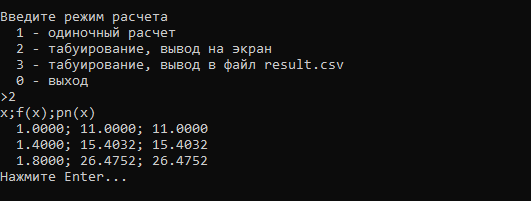 Введите режим расчета
1 - одиночный расчет
2 - табуирование, вывод на экран
3 - табуирование, вывод в файл result.csv
0 - выход
>2
x;f(x);pn(x)
1.0000; 11.0000; 11.0000
1.4000; 15.4032; 15.4032
1.8000; 26.4752; 26.4752
Нажмите Enter...